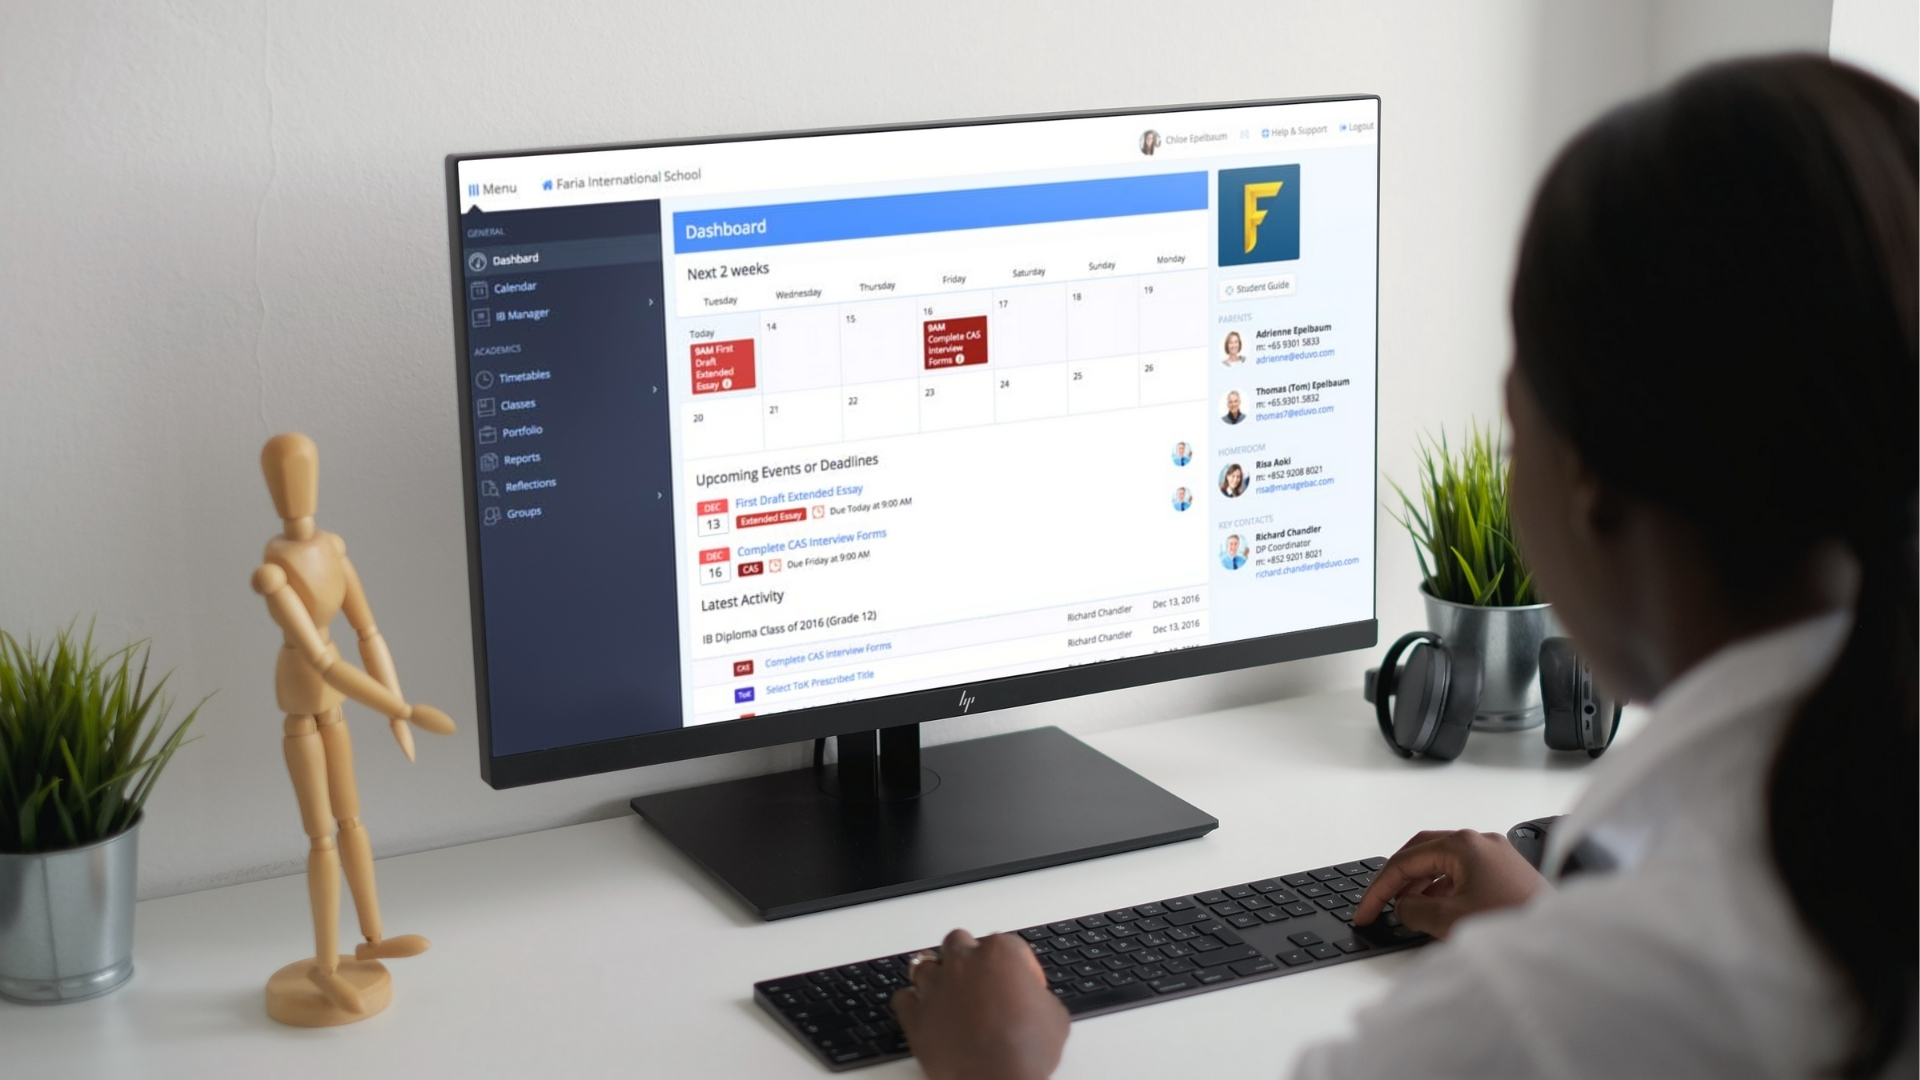 Menu
Faria International School
Chloe Epelbaum
Help & Support
Logout
GENERAL
Dashbard
Calendar
IB Manager
ACADEMICS
Timetables
Classes
Portfolio
Reports
Reflections
Groups
Dashboard
Next 2 weeks
Tuesday Wednesday Thursday Friday Saturday Sunday Monday
Today 14 15 16 17 18 19
9AM First
Draft
Extended
Essay
9AM
Complete CAS
Interview
Forms
20 21 22 23 24 25 26
Upcoming Events or Deadlines
DEC
13
First Draft Extended Essay
Extended Essay Due Today at 9:00 AM
DEC
16
Complete CAS Interview Forms
CAS Due Friday at 9:00 AM
Latest Activity
IB Diploma Class of 2016 (Grade 12)
CAS Complete CAS Interview Forms Richard Chandler Dec 13, 2016
ToK Select ToK Prescribed Title Richard Chandler Dec 13, 2016
F
Student Guide
PARENTS
Adrienne Epelbaum
m: +65 9301 5833
adrienne@eduvo.com
Thomas (Tom) Epelbaum
m: +65.9301.5832
thomas7@eduvo.com
HOMEROOM
Risa Aoki
m: +852 9208 8021
risa@managebac.com
KEY CONTACTS
Richard Chandler
DP Coordinator
m: +852 9201 8021
richard.chandler@eduvo.com
hp